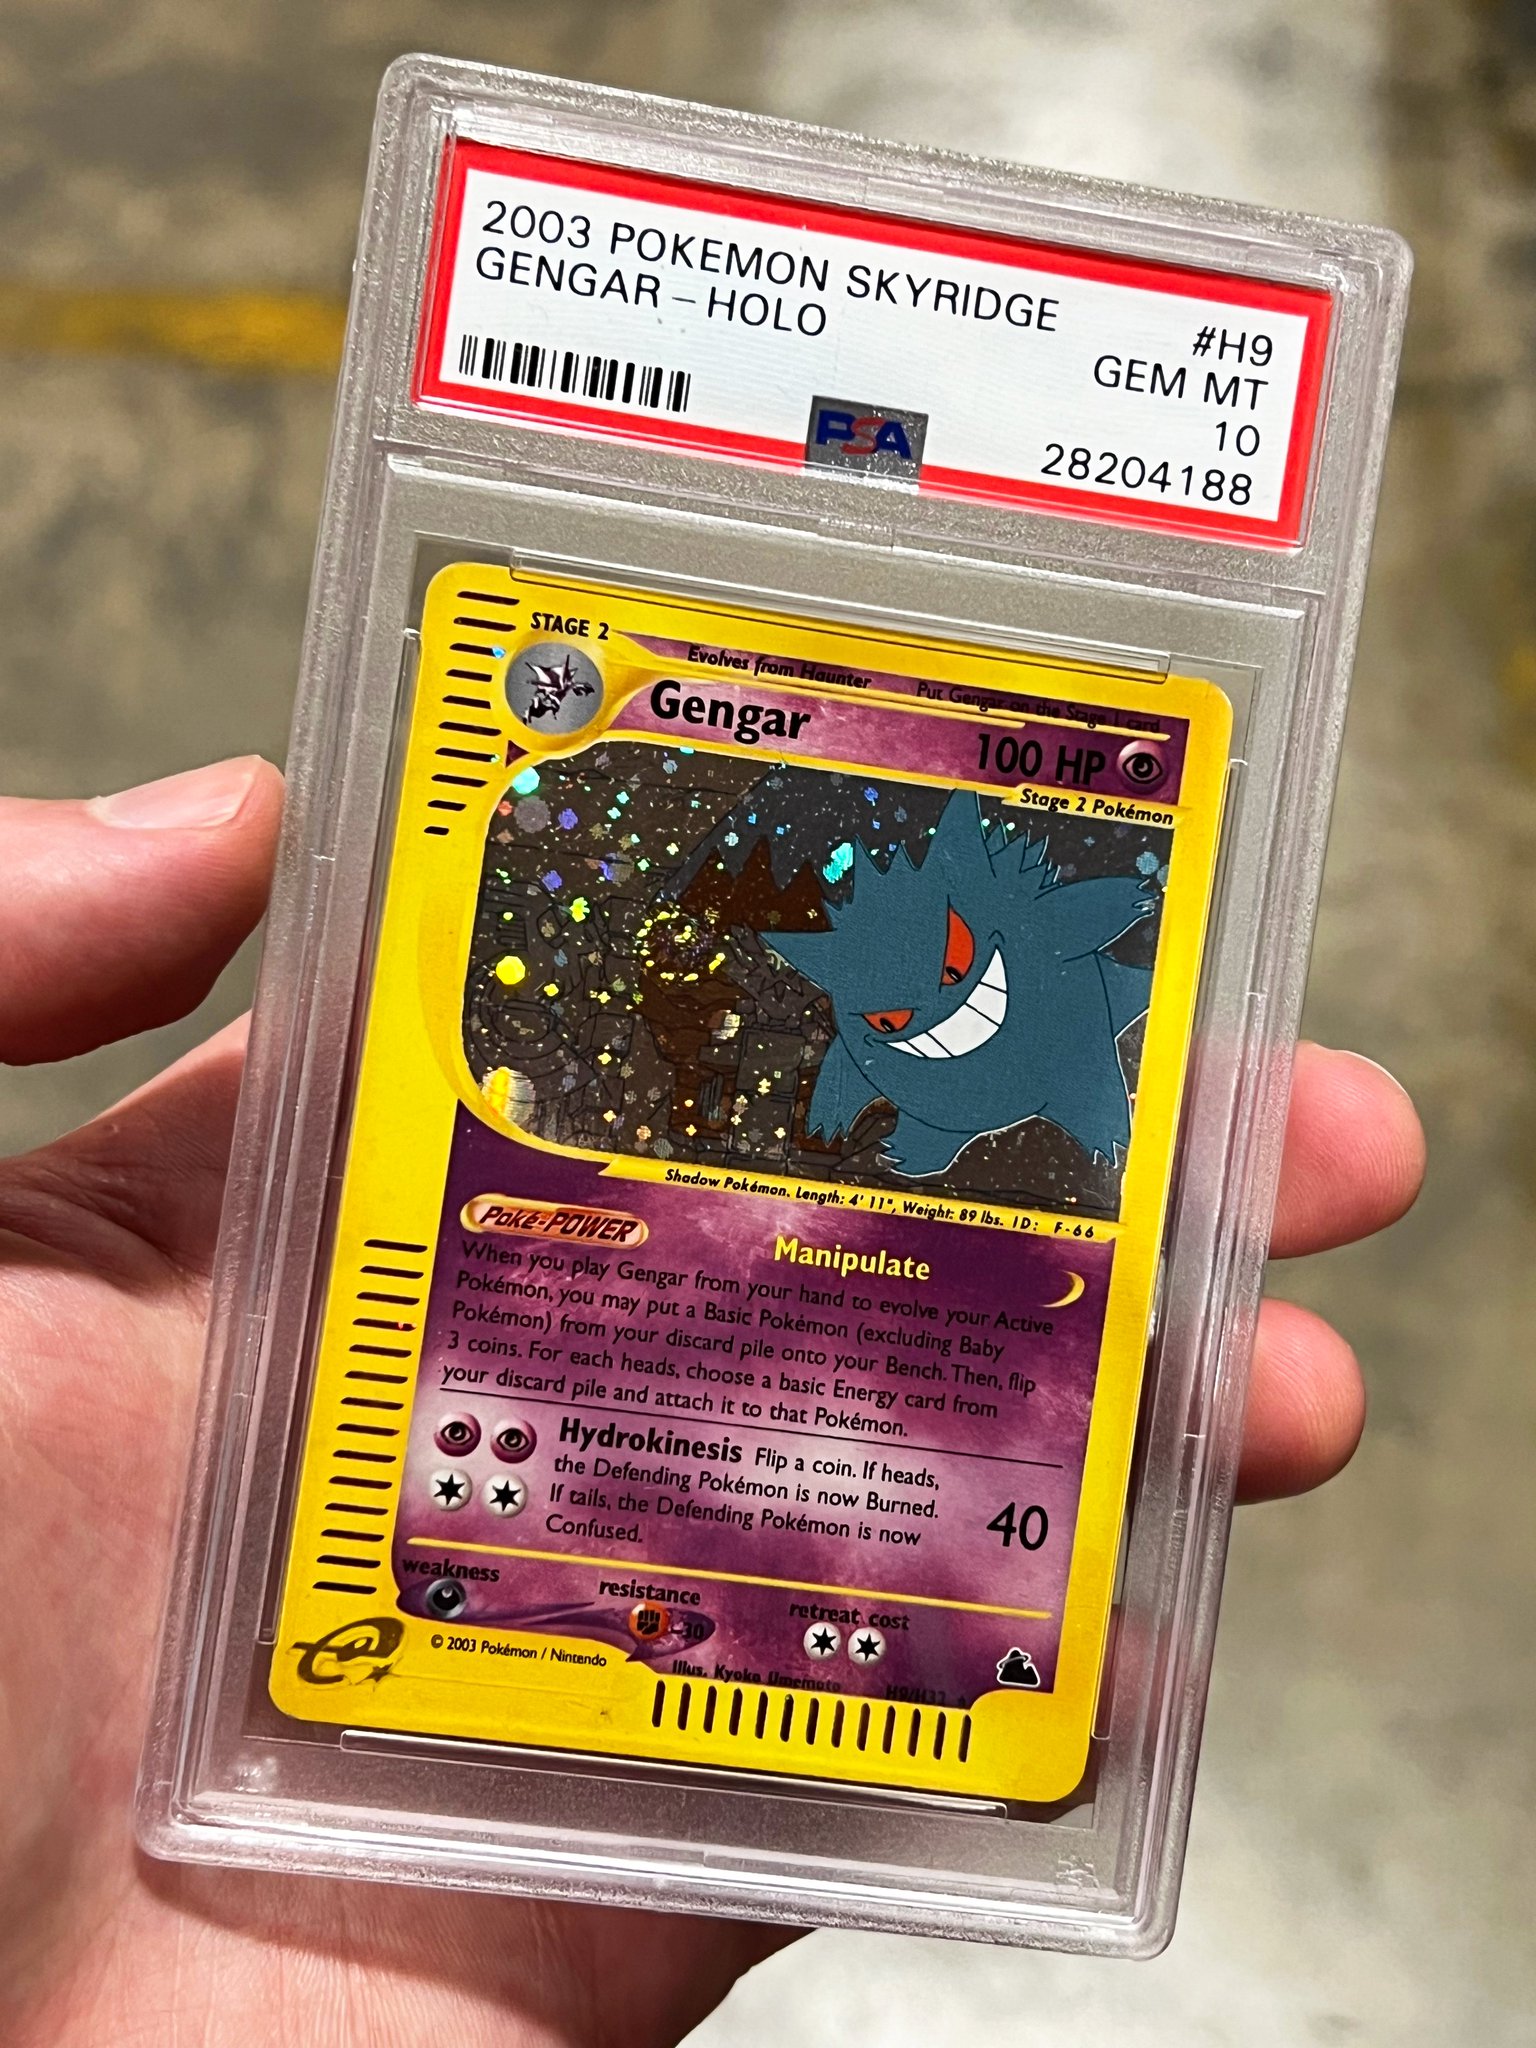 2003 POKEMON SKYRIDGE #H9
GENGAR - HOLO GEM MT
10
PSA 28204188
STAGE 2
Evolves from Haunter Put Gengar on the Stage 1 card
Gengar 100 HP
Stage 2 Pokémon
Shadow Pokémon. Length: 4' 11", Weight: 89 lbs. ID: F-66
Poké-POWER Manipulate
When you play Gengar from your hand to evolve your Active
Pokémon, you may put a Basic Pokémon (excluding Baby
Pokémon) from your discard pile onto your Bench. Then, flip
3 coins. For each heads, choose a basic Energy card from
your discard pile and attach it to that Pokémon.
Hydrokinesis Flip a coin. If heads,
the Defending Pokémon is now Burned.
If tails, the Defending Pokémon is now
Confused.
40
weakness resistance retreat cost
-30
e
© 2003 Pokémon / Nintendo
Illus. Kyoko Umemoto H9/H32